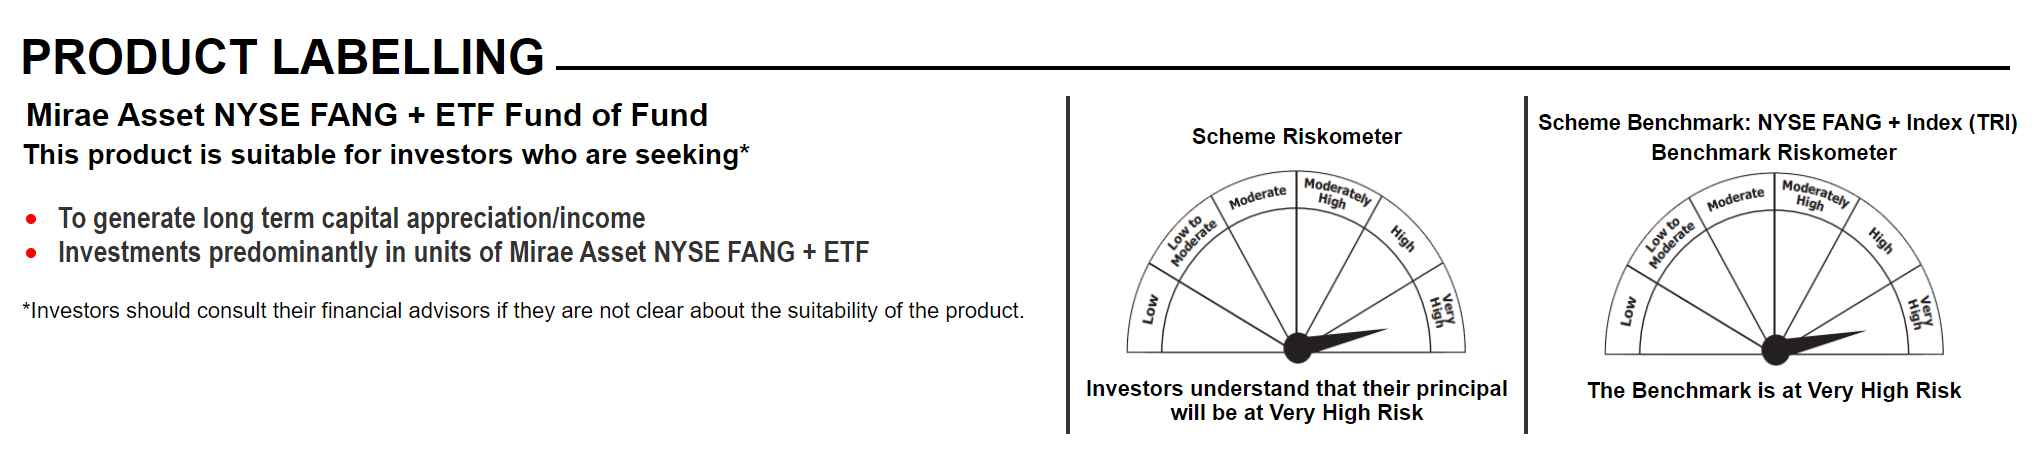 PRODUCT LABELLING
Mirae Asset NYSE FANG + ETF Fund of Fund
This product is suitable for investors who are seeking*
• To generate long term capital appreciation/income
• Investments predominantly in units of Mirae Asset NYSE FANG + ETF
*Investors should consult their financial advisors if they are not clear about the suitability of the product.
Scheme Riskometer
Low
Low to
Moderate
Moderate
Moderately
High
High
Very
High
Investors understand that their principal
will be at Very High Risk
Scheme Benchmark: NYSE FANG + Index (TRI)
Benchmark Riskometer
Low
Low to
Moderate
Moderate
Moderately
High
High
Very
High
The Benchmark is at Very High Risk